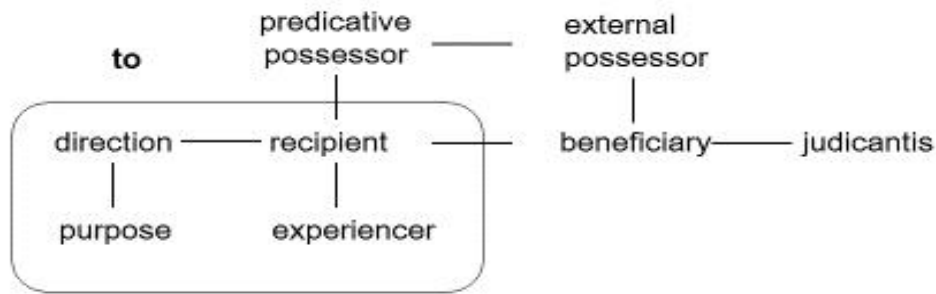 predicative external
to possessor possessor
direction recipient beneficiary judicantis
purpose experiencer